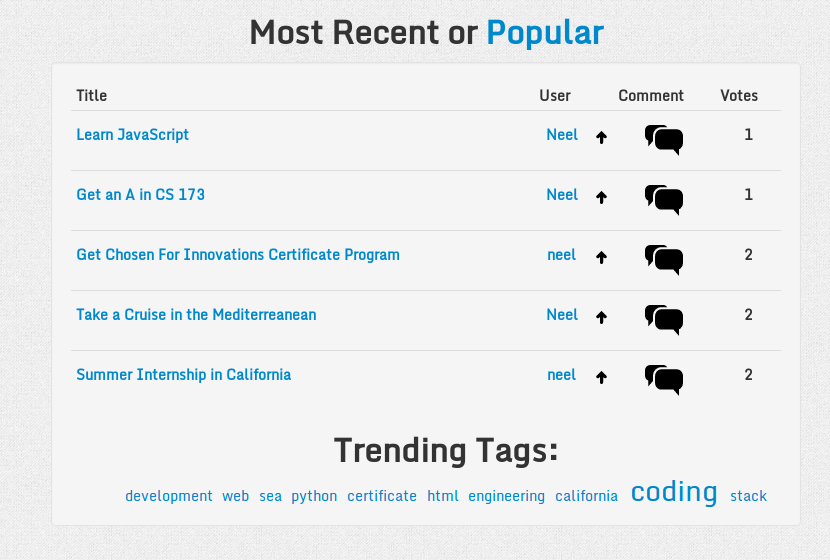 Most Recent or Popular
Title User Comment Votes
Learn JavaScript Neel 1
Get an A in CS 173 Neel 1
Get Chosen For Innovations Certificate Program neel 2
Take a Cruise in the Mediterreanean Neel 2
Summer Internship in California neel 2
Trending Tags:
development web sea python certificate html engineering california coding stack